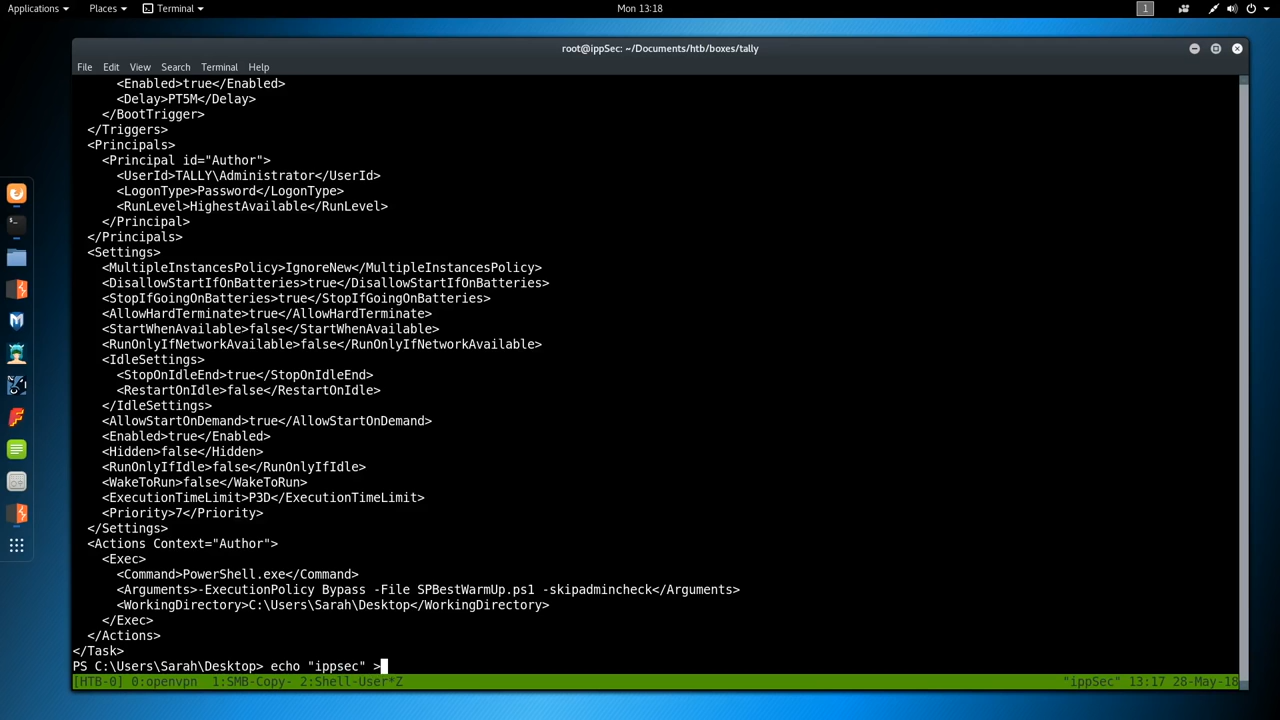 Applications Places Terminal Mon 13:18 1
root@ippSec: ~/Documents/htb/boxes/tally
File Edit View Search Terminal Help
<Enabled>true</Enabled>
<Delay>PT5M</Delay>
</BootTrigger>
</Triggers>
<Principals>
<Principal id="Author">
<UserId>TALLY\Administrator</UserId>
<LogonType>Password</LogonType>
<RunLevel>HighestAvailable</RunLevel>
</Principal>
</Principals>
<Settings>
<MultipleInstancesPolicy>IgnoreNew</MultipleInstancesPolicy>
<DisallowStartIfOnBatteries>true</DisallowStartIfOnBatteries>
<StopIfGoingOnBatteries>true</StopIfGoingOnBatteries>
<AllowHardTerminate>true</AllowHardTerminate>
<StartWhenAvailable>false</StartWhenAvailable>
<RunOnlyIfNetworkAvailable>false</RunOnlyIfNetworkAvailable>
<IdleSettings>
<StopOnIdleEnd>true</StopOnIdleEnd>
<RestartOnIdle>false</RestartOnIdle>
</IdleSettings>
<AllowStartOnDemand>true</AllowStartOnDemand>
<Enabled>true</Enabled>
<Hidden>false</Hidden>
<RunOnlyIfIdle>false</RunOnlyIfIdle>
<WakeToRun>false</WakeToRun>
<ExecutionTimeLimit>P3D</ExecutionTimeLimit>
<Priority>7</Priority>
</Settings>
<Actions Context="Author">
<Exec>
<Command>PowerShell.exe</Command>
<Arguments>-ExecutionPolicy Bypass -File SPBestWarmUp.ps1 -skipadmincheck</Arguments>
<WorkingDirectory>C:\Users\Sarah\Desktop</WorkingDirectory>
</Exec>
</Actions>
</Task>
PS C:\Users\Sarah\Desktop> echo "ippsec" >
[HTB-0] 0:openvpn 1:SMB-Copy- 2:Shell-User*Z "ippSec" 13:17 28-May-18